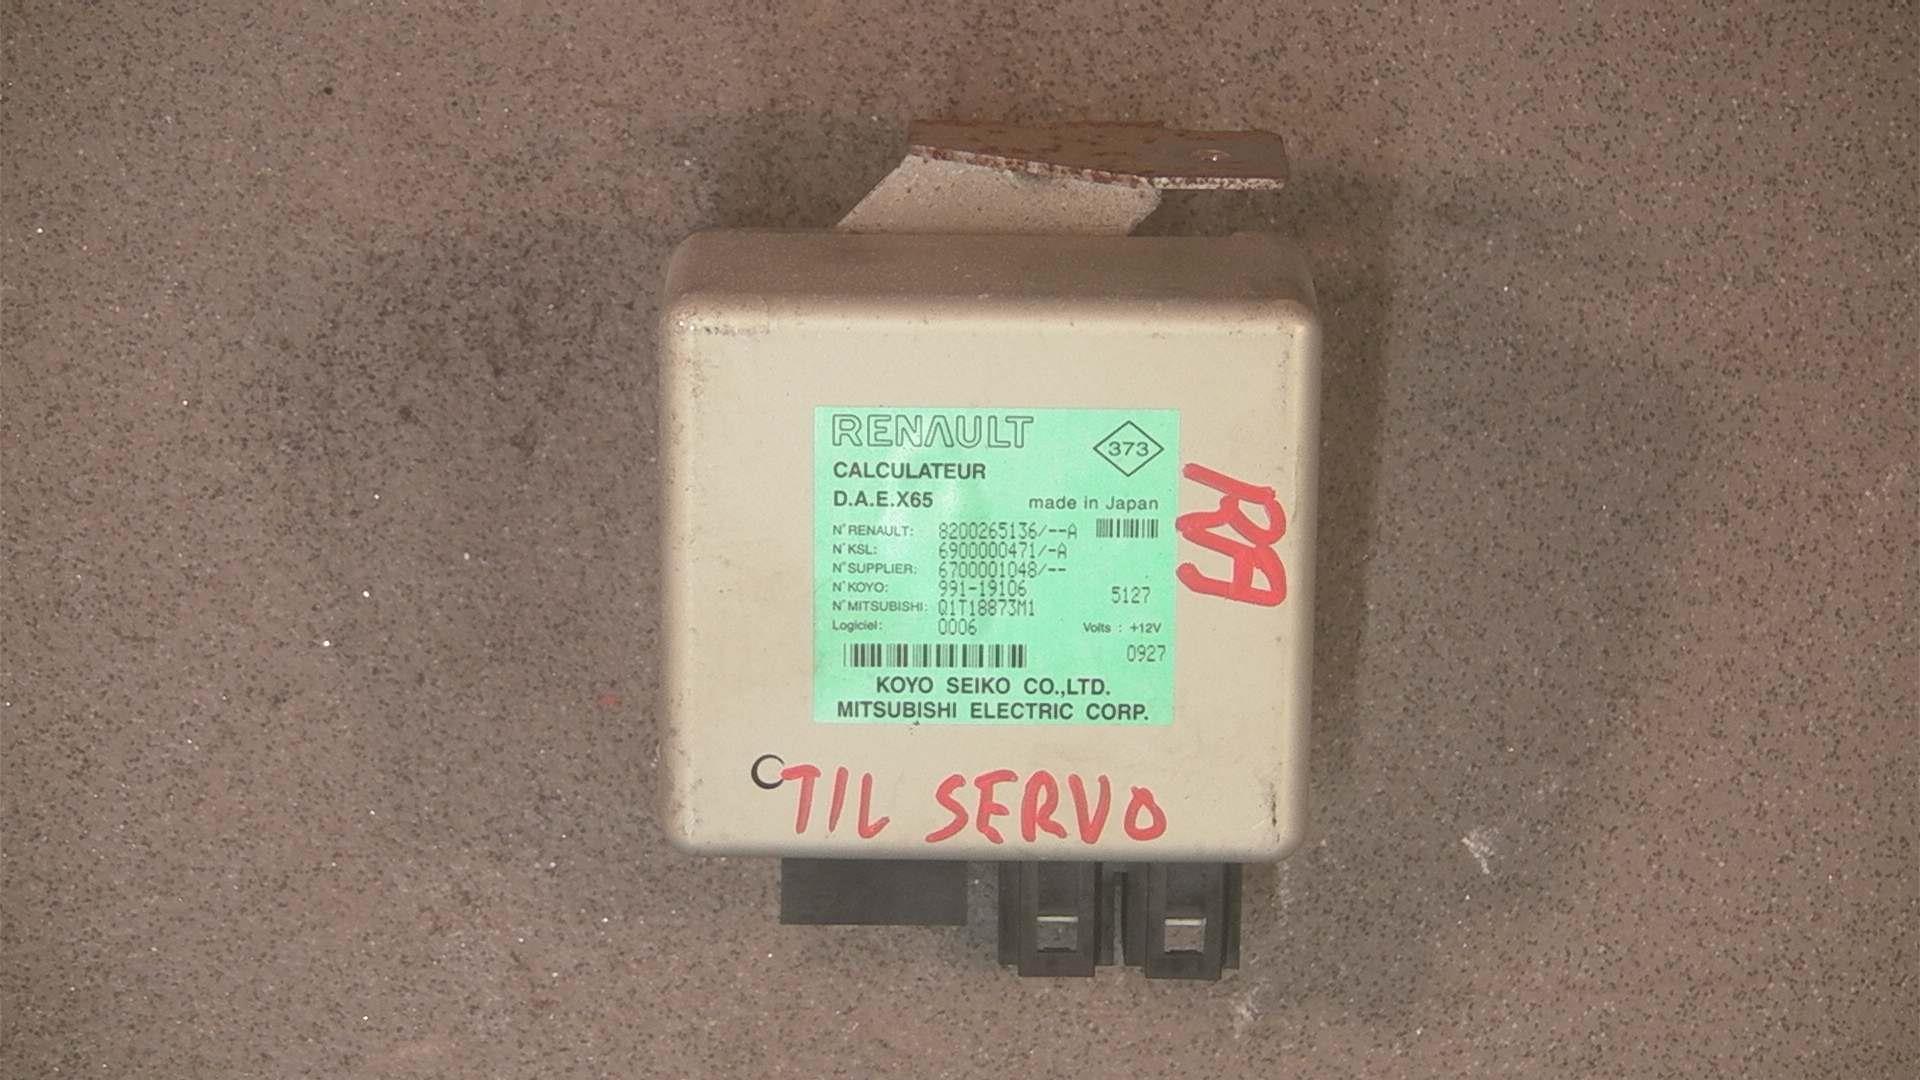 RENAULT
373
CALCULATEUR
D.A.E.X65
made in Japan
N° RENAULT: 8200265136/--A
N° KSL: 6900000471/-A
N° SUPPLIER: 6700001048/--
N° KOYO: 991-19106
5127
N° MITSUBISHI: Q1T18873M1
Logiciel: 0006
Volts : +12V
0927
KOYO SEIKO CO.,LTD.
MITSUBISHI ELECTRIC CORP.
RA
TIL SERVO